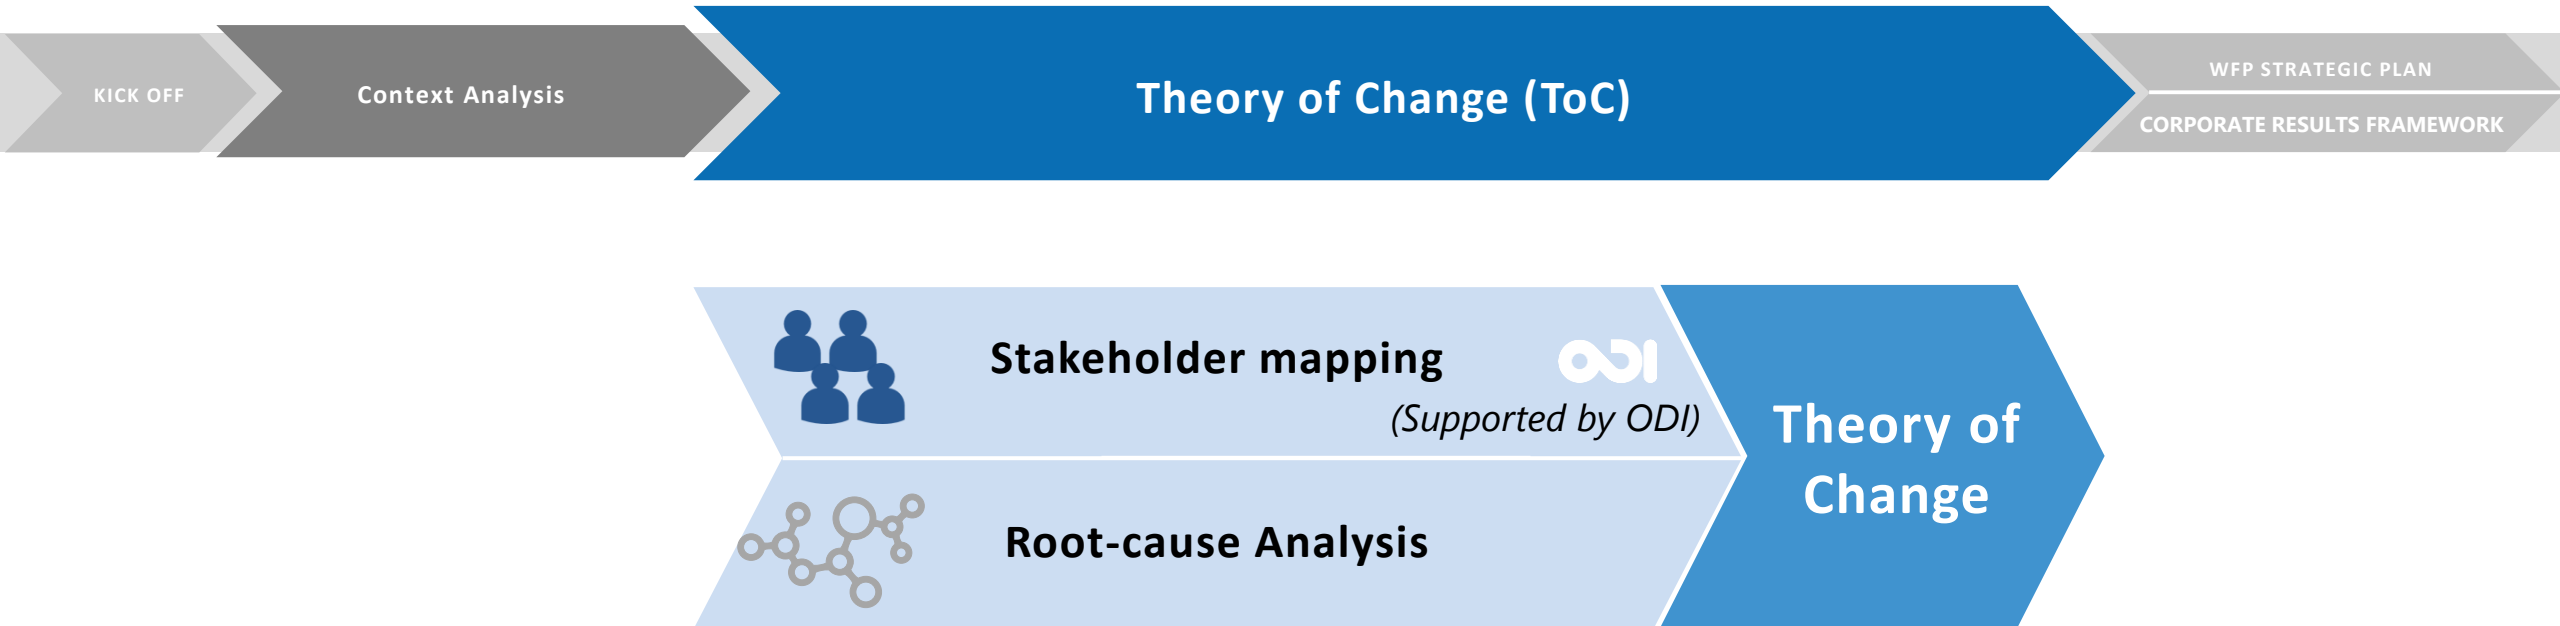 KICK OFF
Context Analysis
Theory of Change (ToC)
WFP STRATEGIC PLAN
CORPORATE RESULTS FRAMEWORK
Stakeholder mapping
ODI
(Supported by ODI)
Root-cause Analysis
Theory of
Change